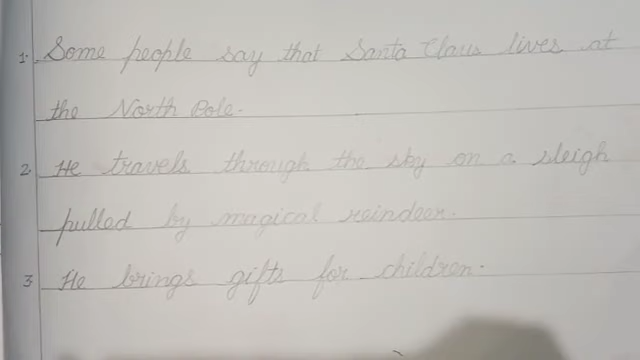 1. Some people say that Santa Claus lives at
the North Pole.
2. He travels through the sky on a sleigh
pulled by magical reindeer.
3 He brings gifts for children.